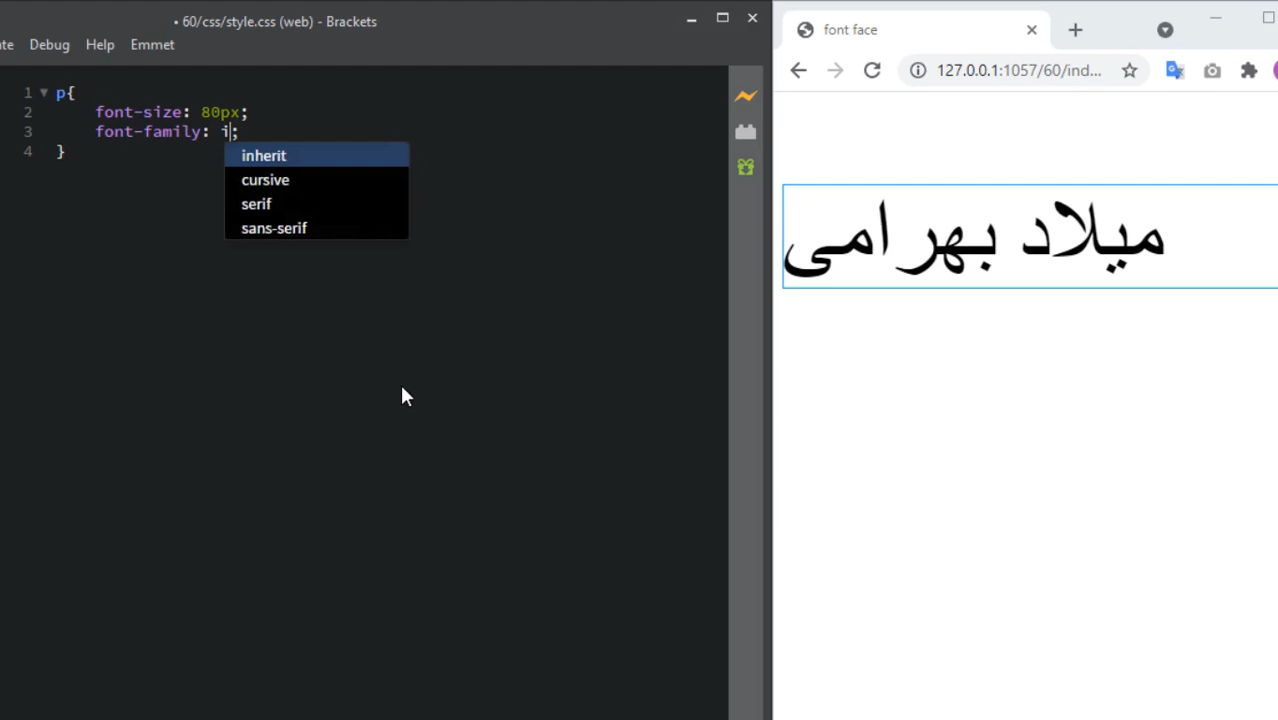 • 60/css/style.css (web) - Brackets
ate Debug Help Emmet
1 p{
2 font-size: 80px;
3 font-family: i;
4 }
inherit
cursive
serif
sans-serif
font face
127.0.0.1:1057/60/ind...
میلاد بهرامی